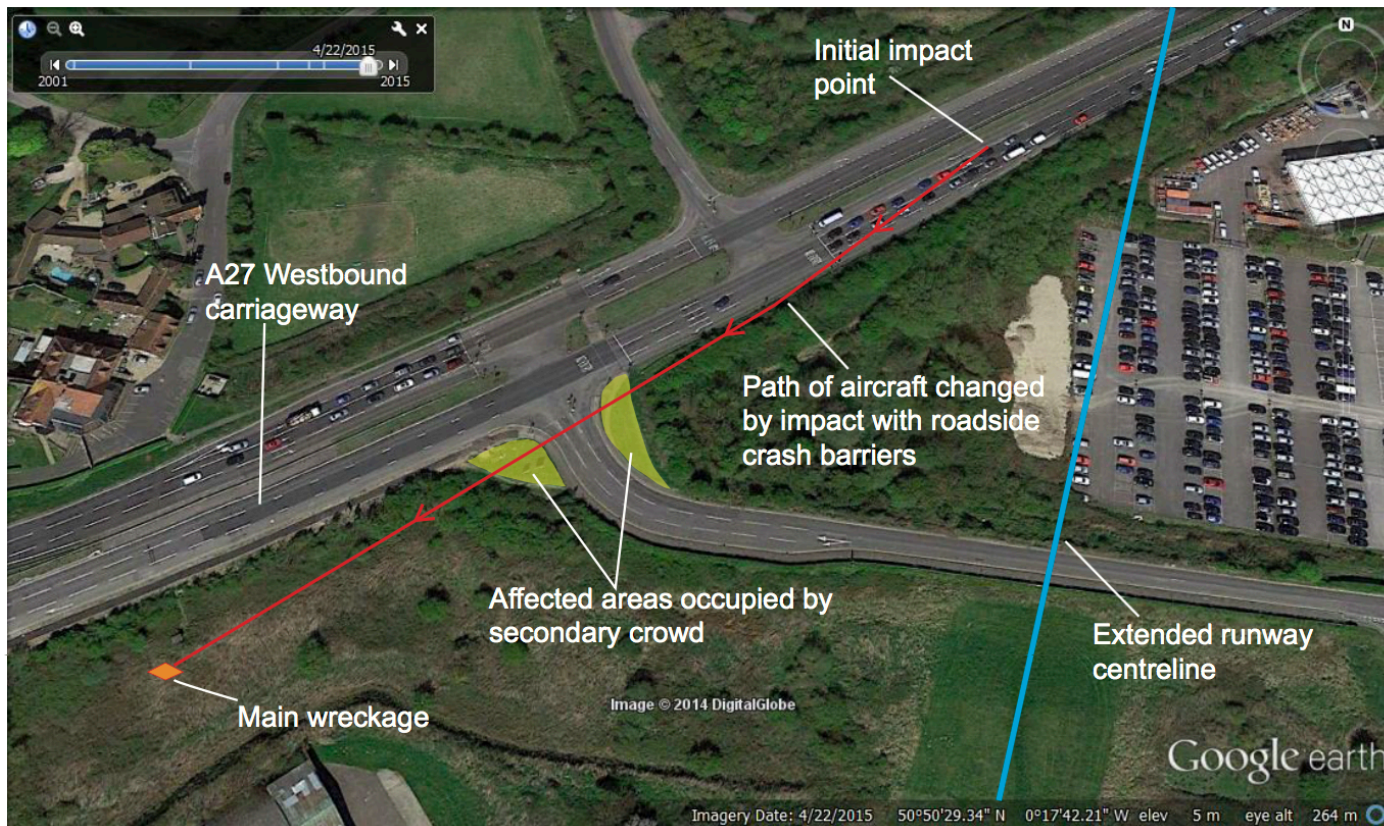 4/22/2015
2001
2015
N
Initial impact
point
A27 Westbound
carriageway
Path of aircraft changed
by impact with roadside
crash barriers
Affected areas occupied by
secondary crowd
Extended runway
centreline
Main wreckage
Image © 2014 DigitalGlobe
Google earth
Imagery Date: 4/22/2015 50°50'29.34" N 0°17'42.21" W elev 5 m eye alt 264 m